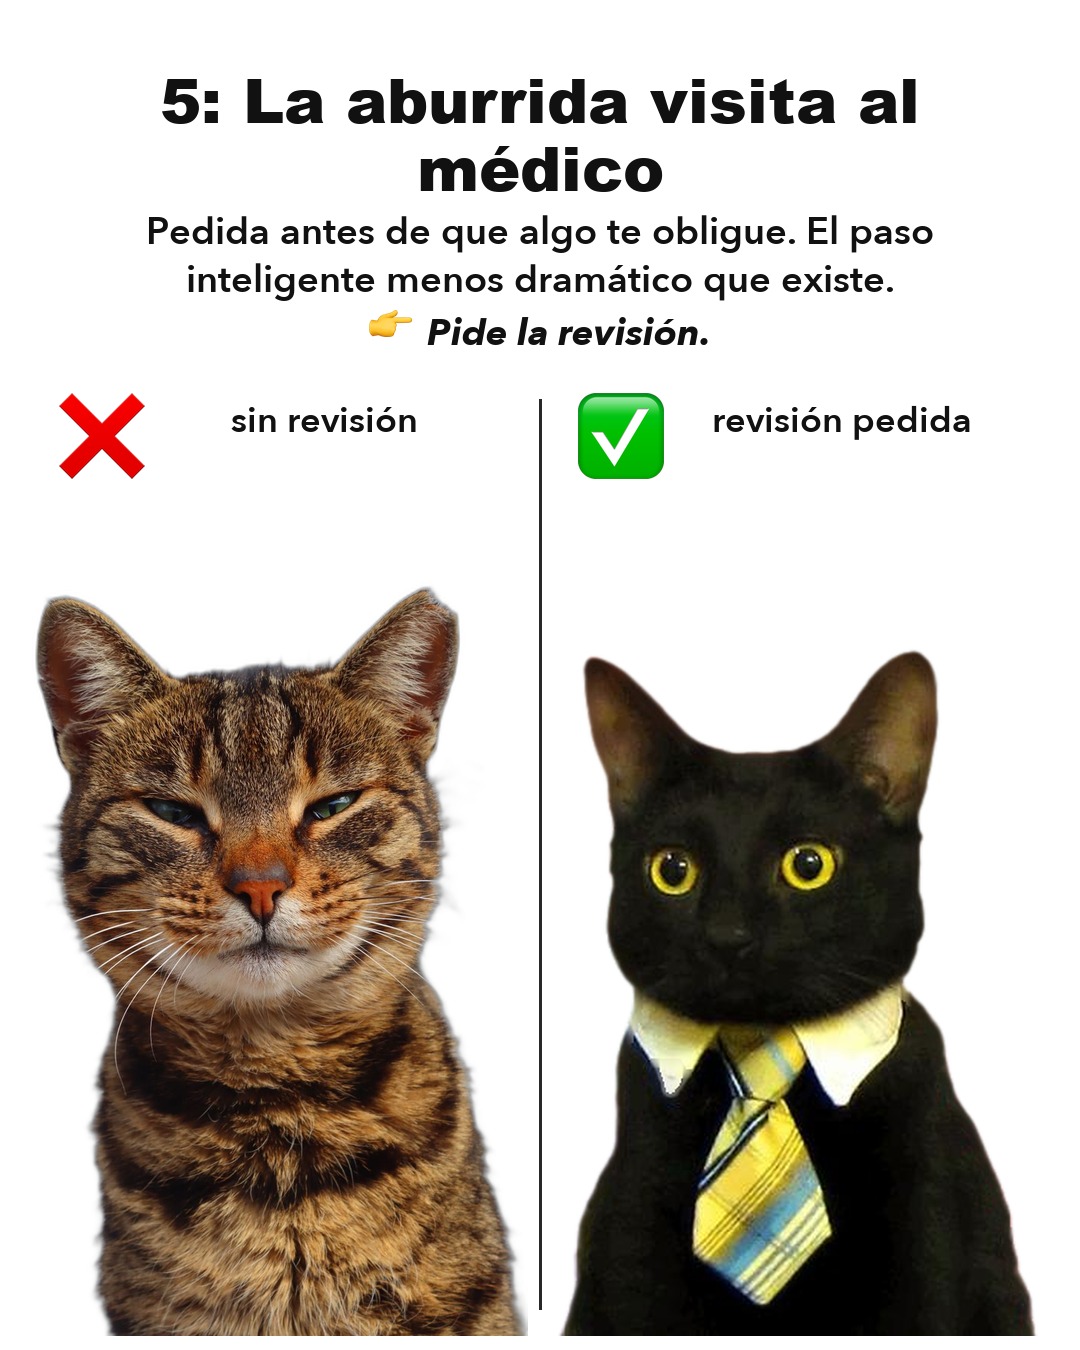 5: La aburrida visita al
médico
Pedida antes de que algo te obligue. El paso
inteligente menos dramático que existe.
👉 Pide la revisión.
❌ sin revisión
✅ revisión pedida